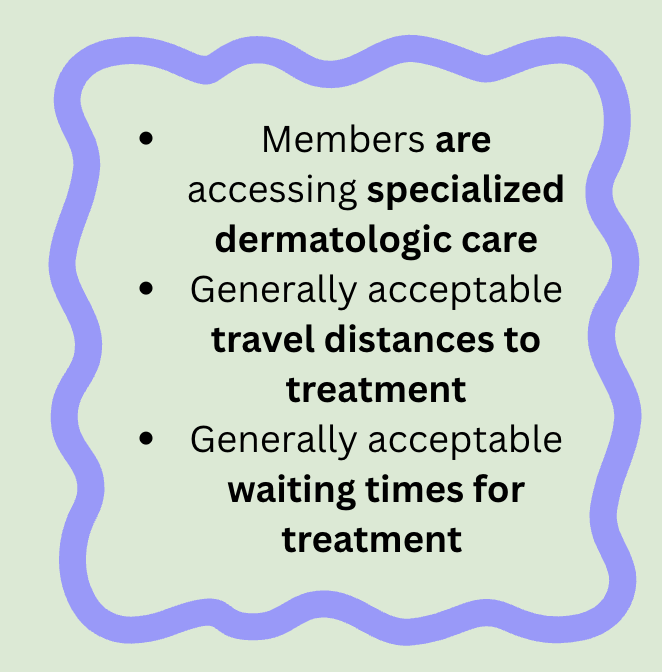 • Members are
accessing specialized
dermatologic care
• Generally acceptable
travel distances to
treatment
• Generally acceptable
waiting times for
treatment